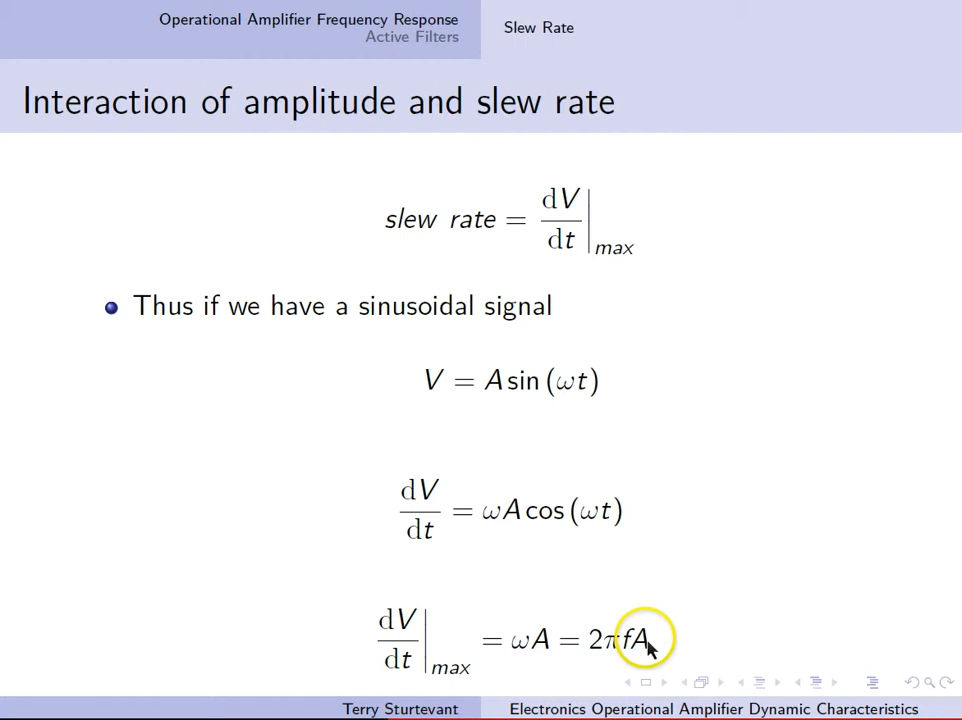 Operational Amplifier Frequency Response
Active Filters
Slew Rate
Interaction of amplitude and slew rate
slew rate = dV/dt|max
Thus if we have a sinusoidal signal
V = A sin (ωt)
dV/dt = ωA cos (ωt)
dV/dt|max = ωA = 2πfA
Terry Sturtevant
Electronics Operational Amplifier Dynamic Characteristics